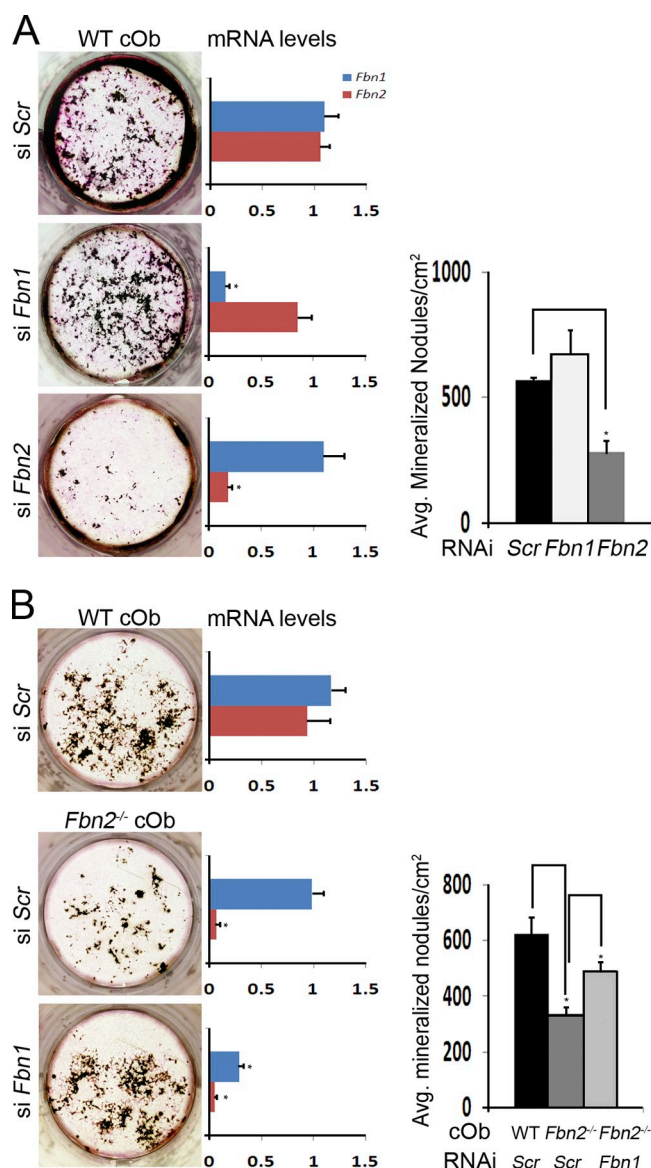 A
WT cOb
mRNA levels
si Scr
Fbn1
Fbn2
0 0.5 1 1.5
si Fbn1
*
0 0.5 1 1.5
si Fbn2
*
0 0.5 1 1.5
Avg. Mineralized Nodules/cm²
1000
500
0
*
RNAi Scr Fbn1 Fbn2
B
WT cOb
mRNA levels
si Scr
0 0.5 1 1.5
Fbn2-/- cOb
si Scr
*
0 0.5 1 1.5
si Fbn1
*
*
0 0.5 1 1.5
Avg. mineralized nodules/cm²
800
600
400
200
0
*
*
cOb WT Fbn2-/- Fbn2-/-
RNAi Scr Scr Fbn1